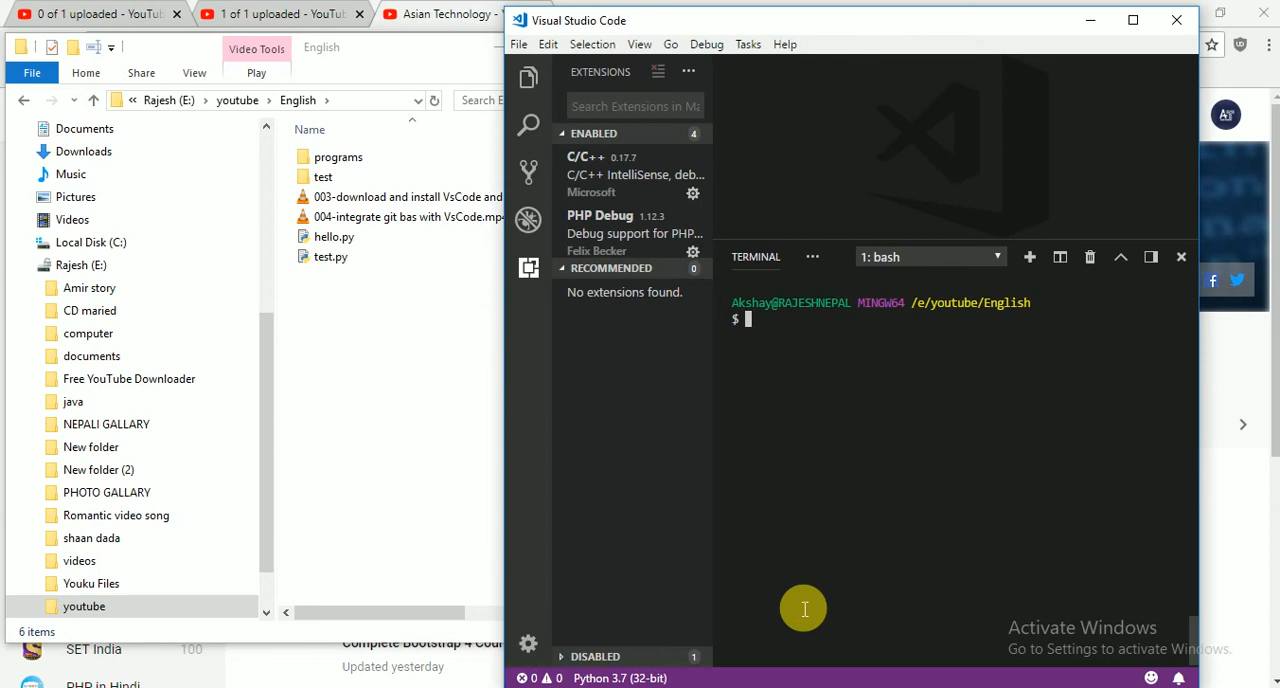 0 of 1 uploaded - YouTub
1 of 1 uploaded - YouTub
Asian Technology - Y
Video Tools
English
File
Home
Share
View
Play
« Rajesh (E:) > youtube > English >
Search E
Documents
Downloads
Music
Pictures
Videos
Local Disk (C:)
Rajesh (E:)
Amir story
CD maried
computer
documents
Free YouTube Downloader
java
NEPALI GALLARY
New folder
New folder (2)
PHOTO GALLARY
Romantic video song
shaan dada
videos
Youku Files
youtube
Name
programs
test
003-download and install VsCode and
004-integrate git bas with VsCode.mp4
hello.py
test.py
6 items
SET India
100
PHP in Hindi
Complete Bootstrap 4 Cour
Updated yesterday
Visual Studio Code
File Edit Selection View Go Debug Tasks Help
EXTENSIONS
Search Extensions in Ma
ENABLED 4
C/C++ 0.17.7
C/C++ IntelliSense, deb...
Microsoft
PHP Debug 1.12.3
Debug support for PHP...
Felix Becker
RECOMMENDED 0
No extensions found.
DISABLED 1
TERMINAL
1: bash
Akshay@RAJESHNEPAL MINGW64 /e/youtube/English
$
Activate Windows
Go to Settings to activate Windows.
0 0 Python 3.7 (32-bit)